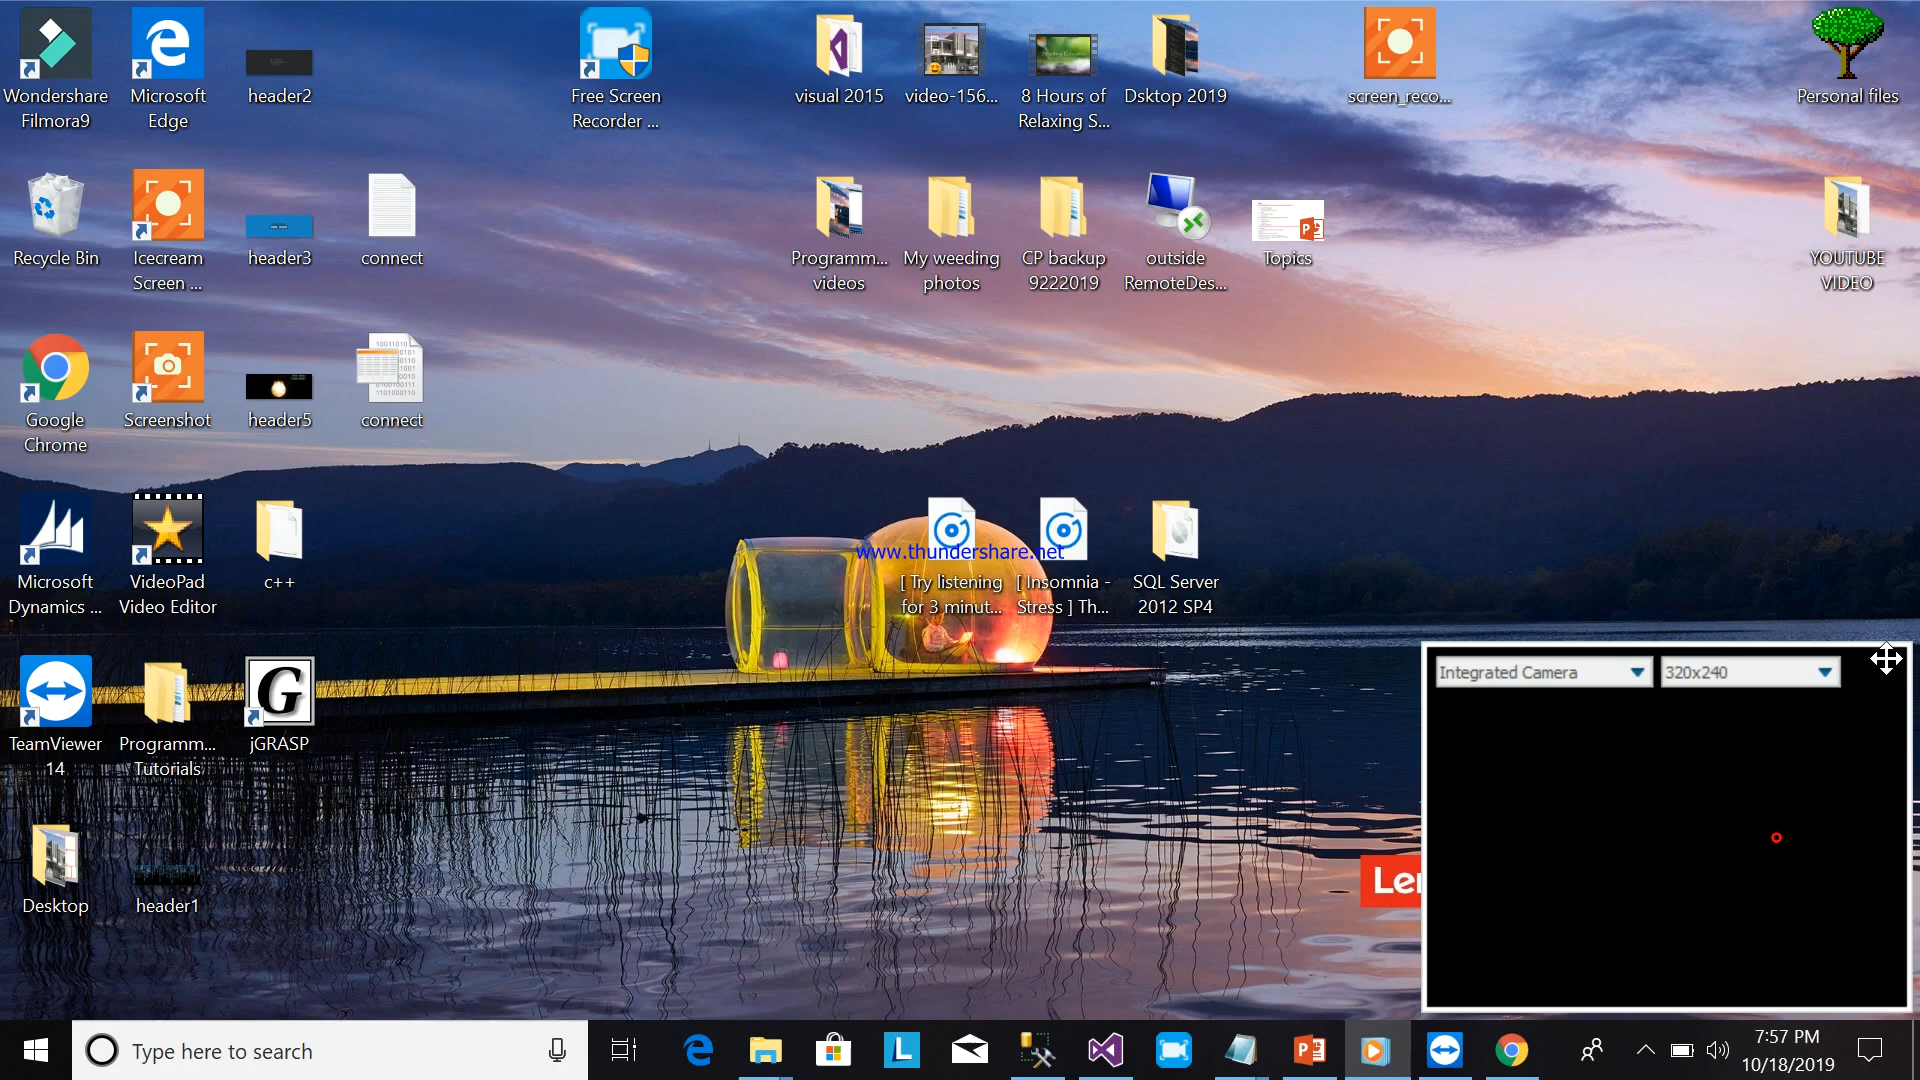 Wondershare
Filmora9
Microsoft
Edge
header2
Free Screen
Recorder ...
visual 2015
video-156...
8 Hours of
Relaxing S...
Dsktop 2019
screen_reco...
Personal files
Recycle Bin
Icecream
Screen ...
header3
connect
Programm...
videos
My weeding
photos
CP backup
9222019
outside
RemoteDes...
Topics
YOUTUBE
VIDEO
Google
Chrome
Screenshot
header5
connect
Microsoft
Dynamics ...
VideoPad
Video Editor
c++
www.thundershare.net
[ Try listening
for 3 minut...
[ Insomnia -
Stress ] Th...
SQL Server
2012 SP4
TeamViewer
14
Programm...
Tutorials
G
jGRASP
Integrated Camera
320x240
Desktop
header1
Type here to search
7:57 PM
10/18/2019